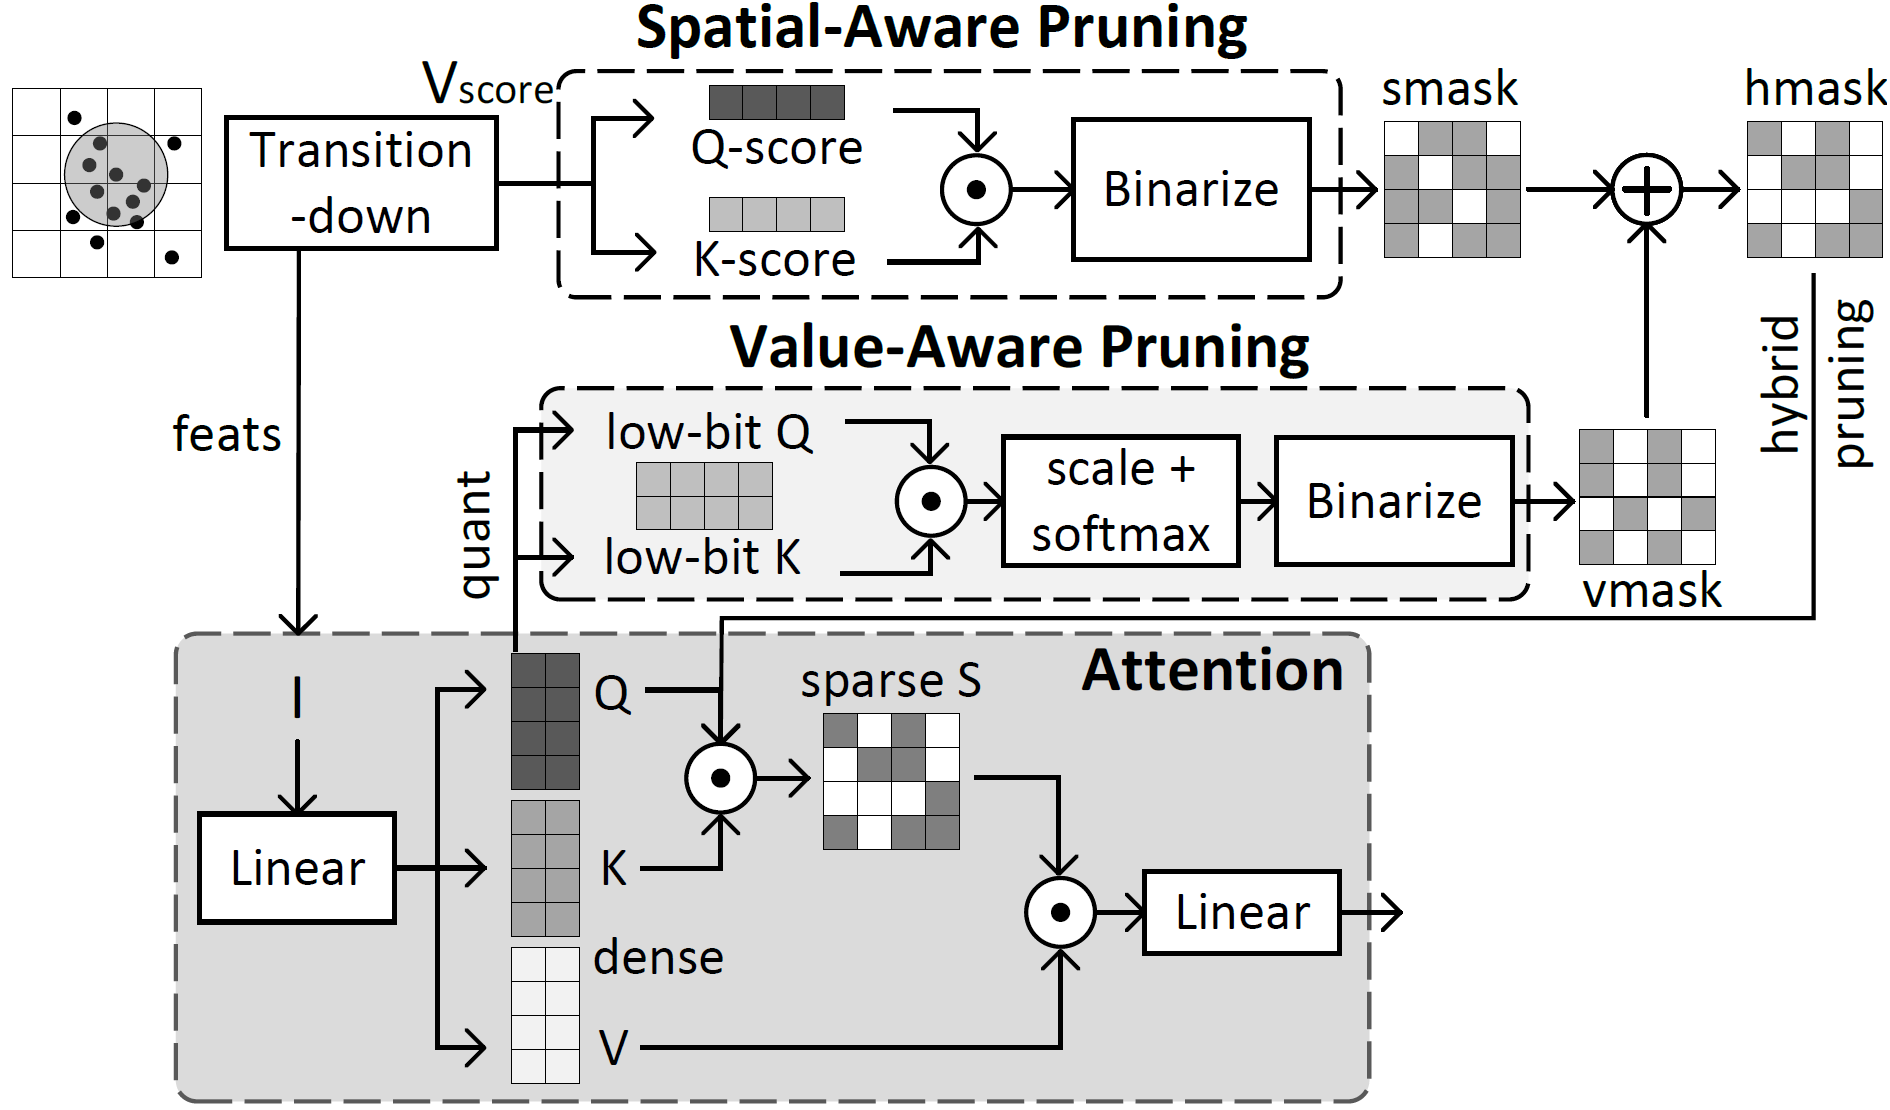 Spatial-Aware Pruning
Vscore
smask
hmask
Transition
-down
Q-score
K-score
Binarize
Value-Aware Pruning
hybrid
pruning
feats
quant
low-bit Q
low-bit K
scale +
softmax
Binarize
vmask
Attention
I
Linear
Q
K
dense
V
sparse S
Linear